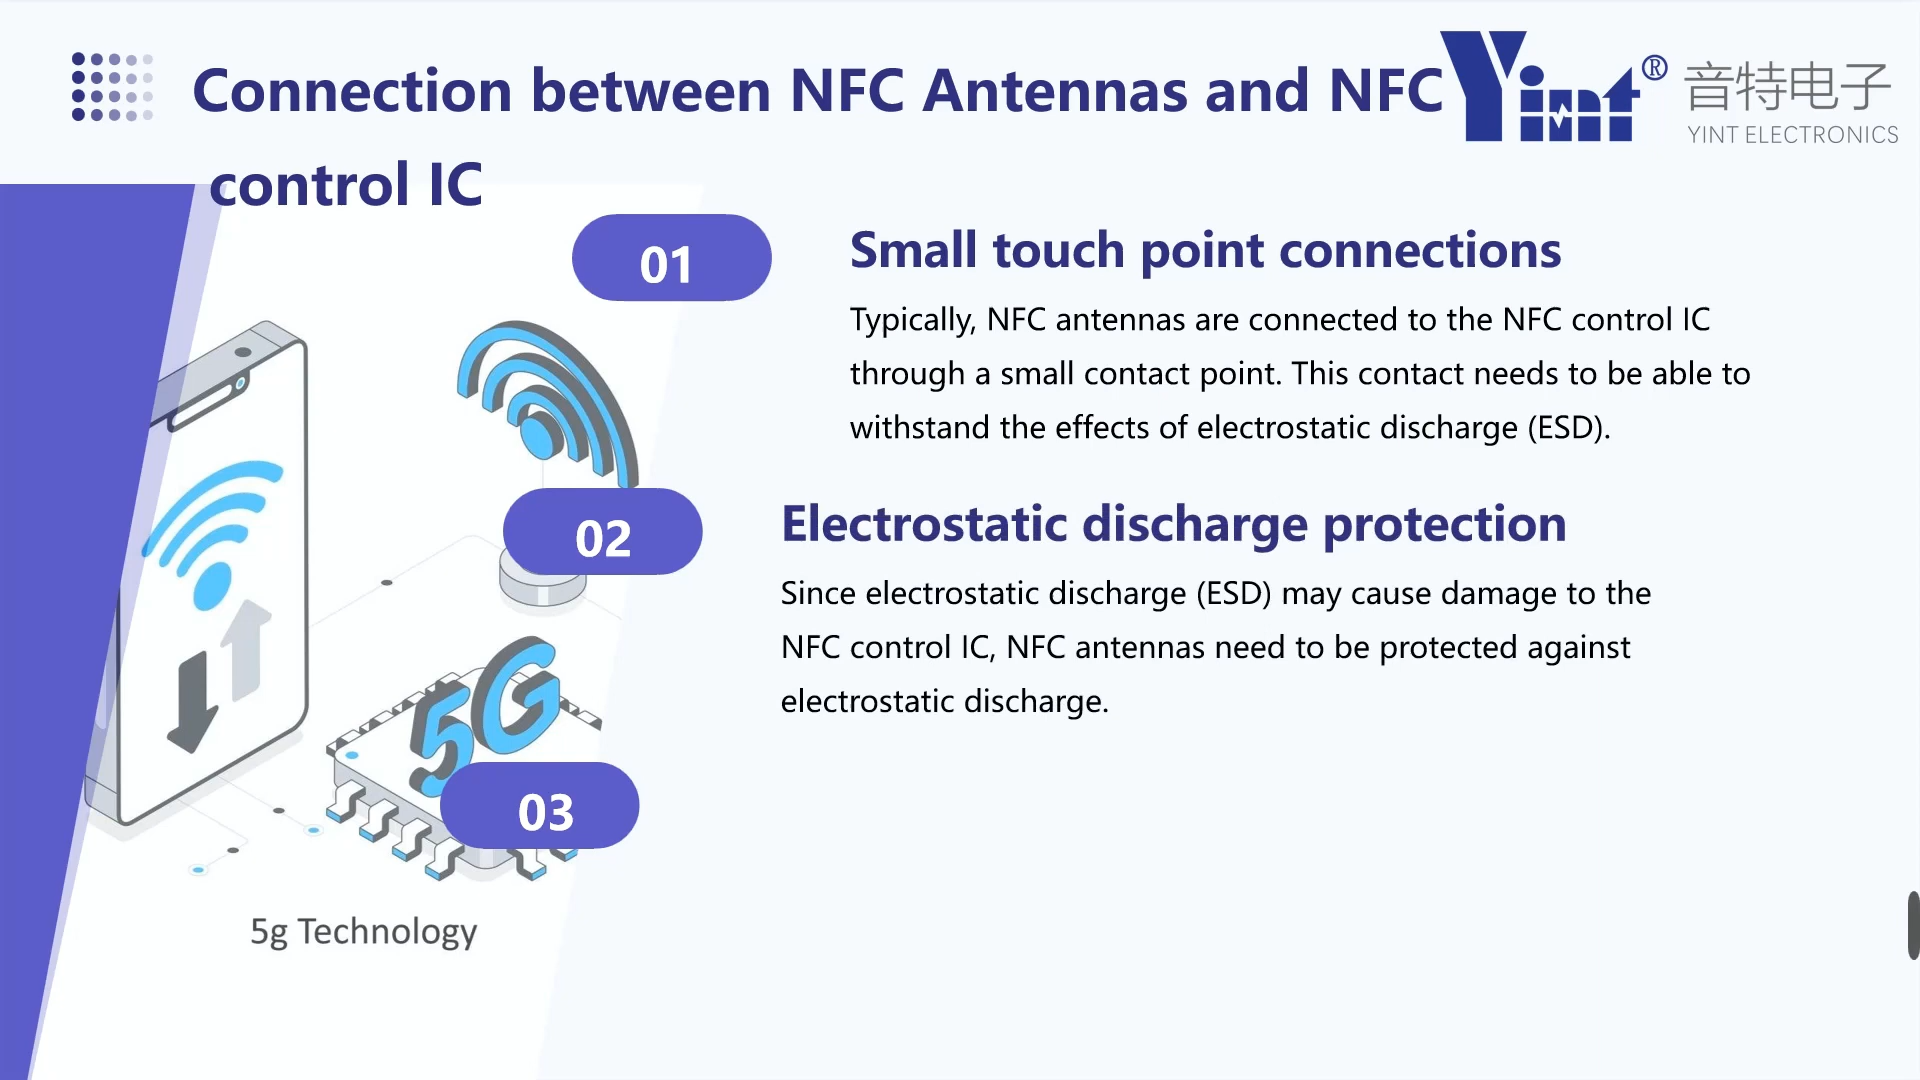 Connection between NFC Antennas and NFC
control IC
Yint®
音特电子
YINT ELECTRONICS
01
Small touch point connections
Typically, NFC antennas are connected to the NFC control IC
through a small contact point. This contact needs to be able to
withstand the effects of electrostatic discharge (ESD).
02
Electrostatic discharge protection
Since electrostatic discharge (ESD) may cause damage to the
NFC control IC, NFC antennas need to be protected against
electrostatic discharge.
5G
03
5g Technology